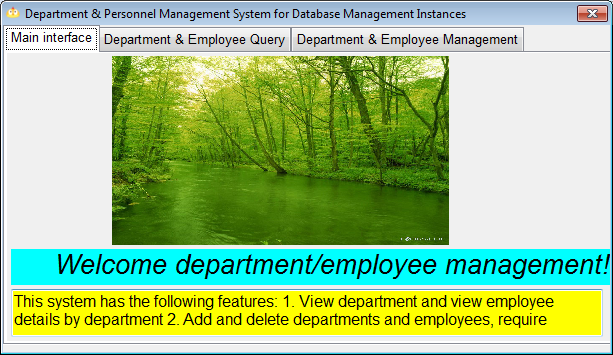 Department & Personnel Management System for Database Management Instances
Main interface
Department & Employee Query
Department & Employee Management
Welcome department/employee management!
This system has the following features: 1. View department and view employee
details by department 2. Add and delete departments and employees, require